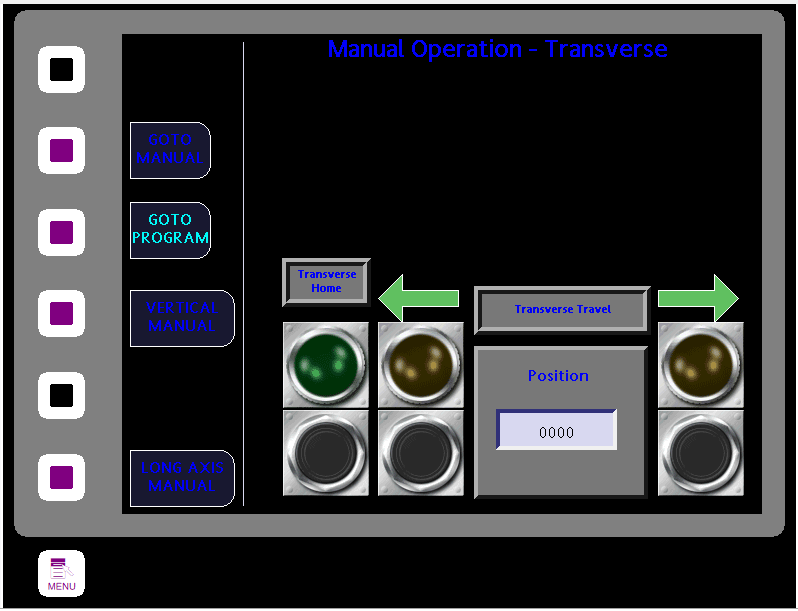 Manual Operation - Transverse
GOTO
MANUAL
GOTO
PROGRAM
VERTICAL
MANUAL
LONG AXIS
MANUAL
Transverse
Home
Transverse Travel
Position
0000
MENU